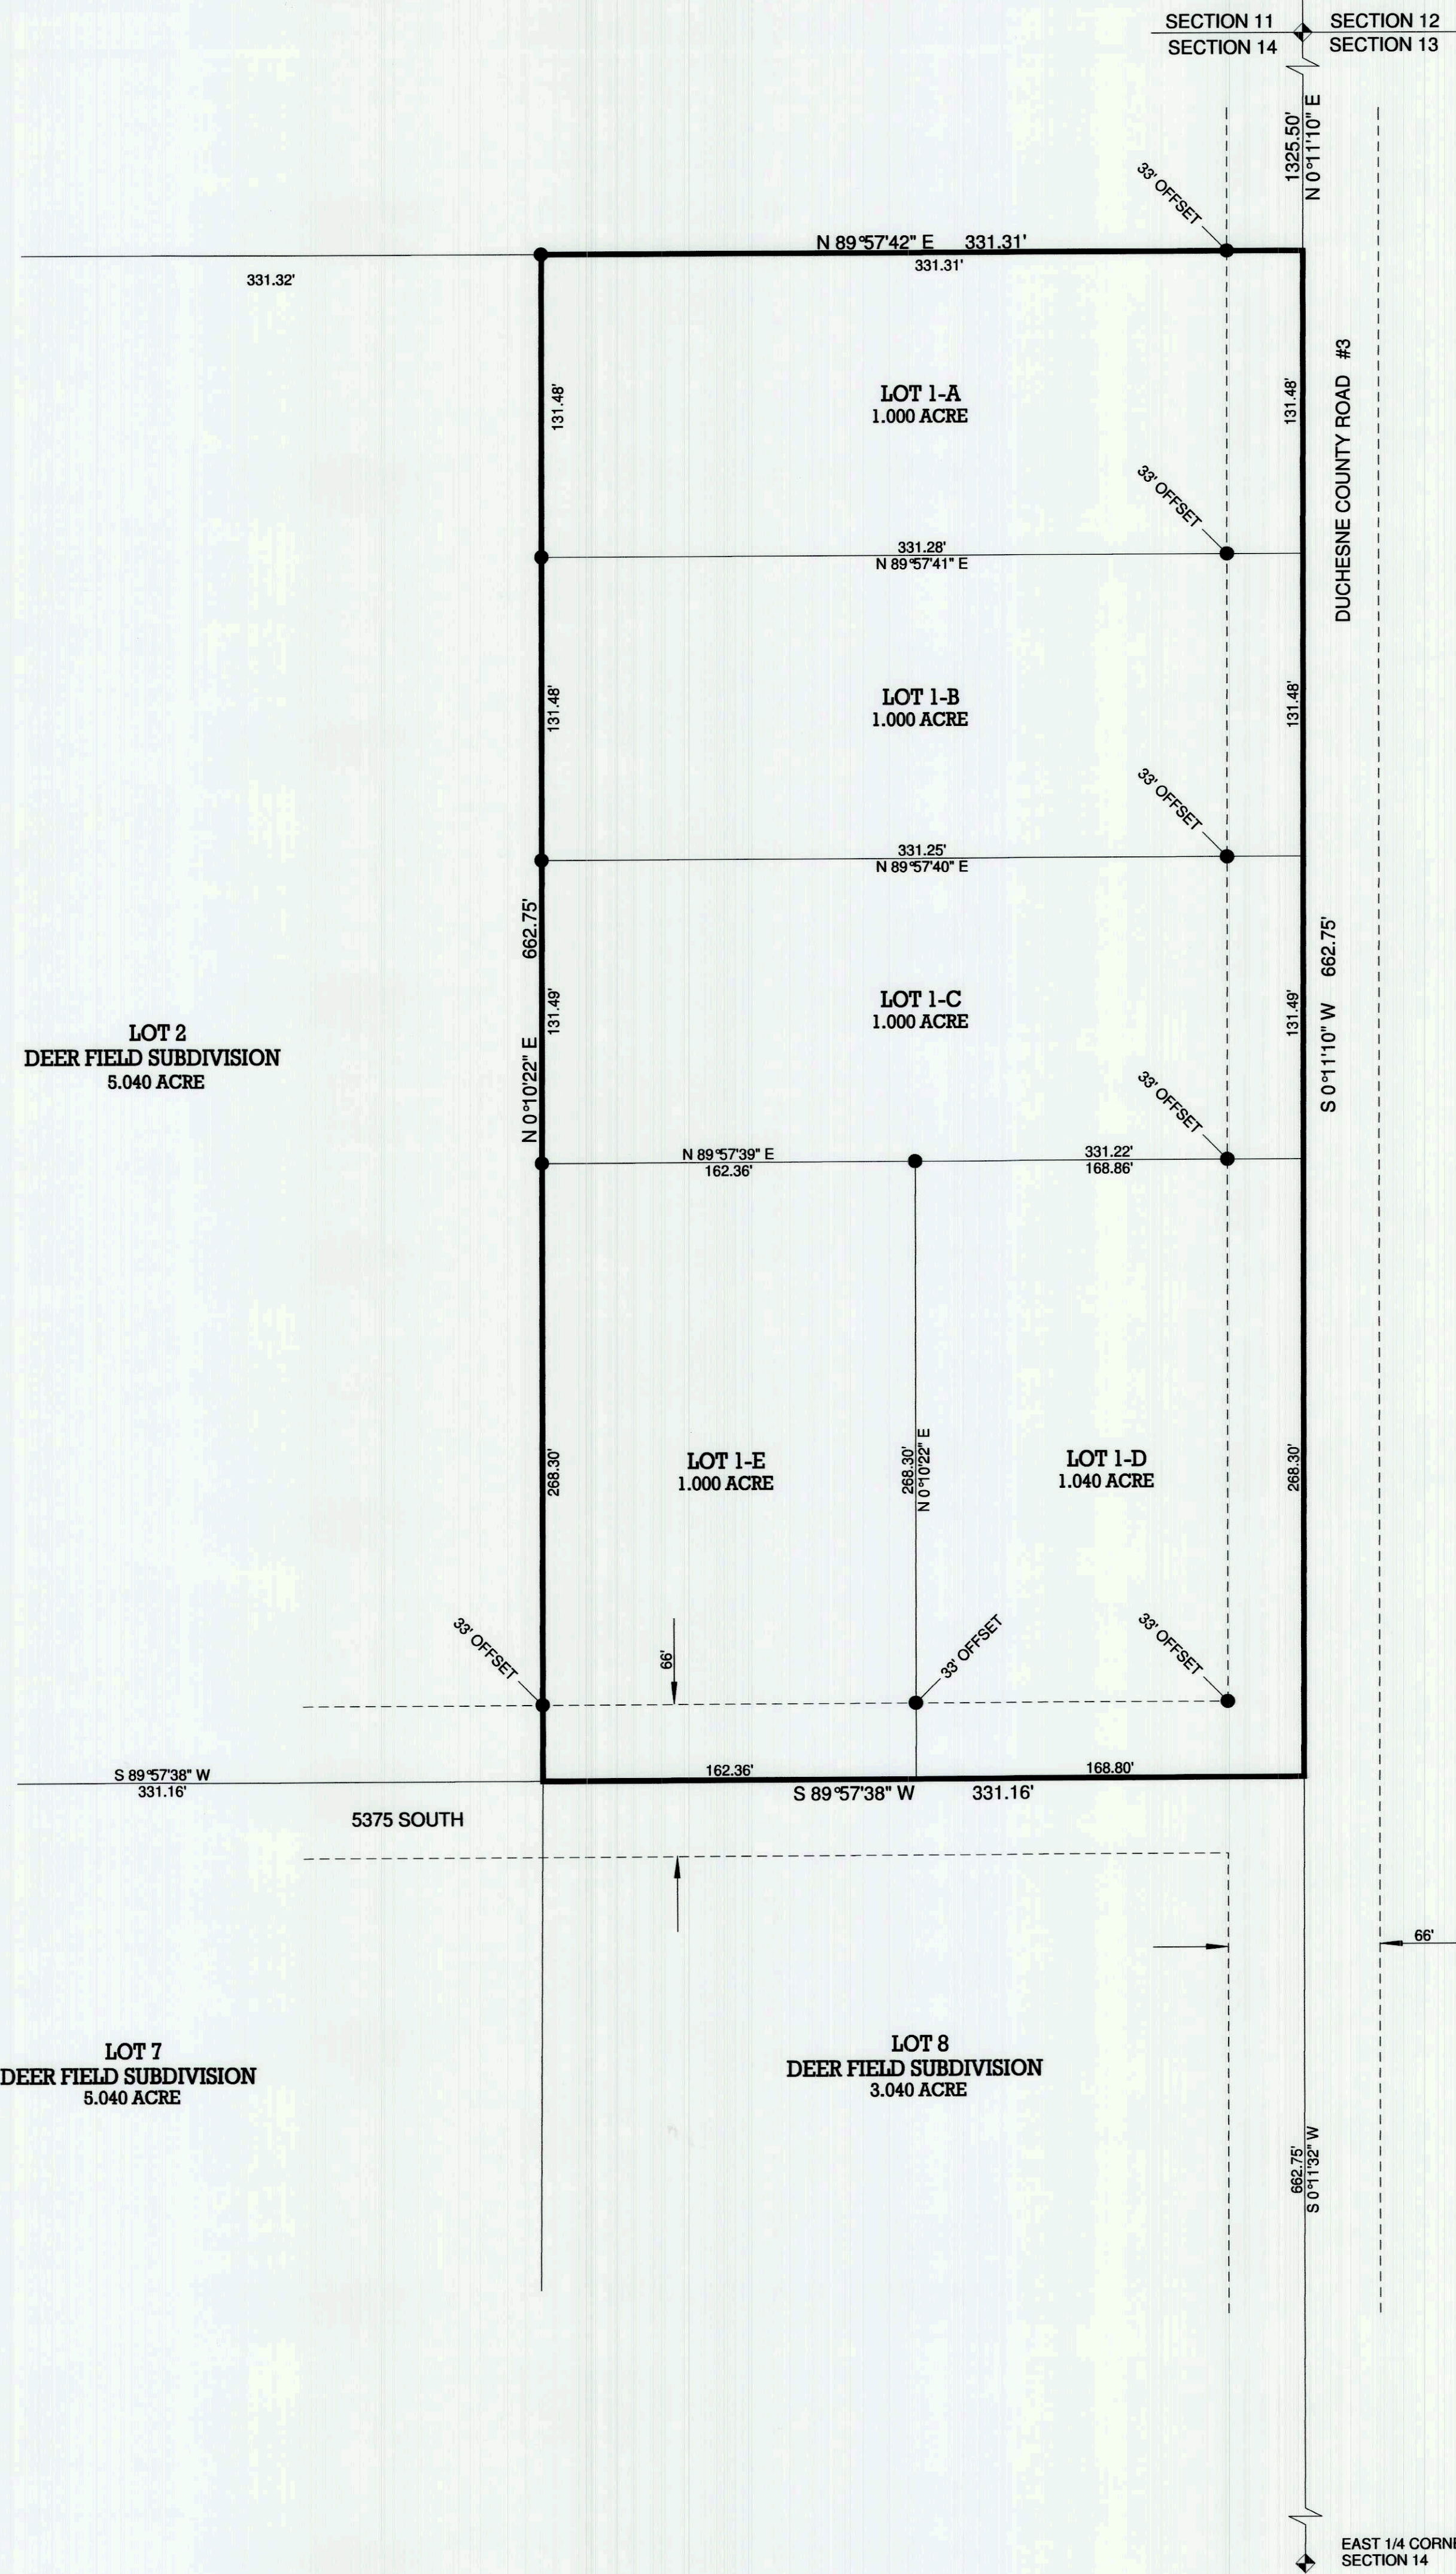 SECTION 11
SECTION 12
SECTION 14
SECTION 13
1325.50'
N 0°11'10" E
33' OFFSET
N 89°57'42" E 331.31'
331.31'
331.32'
LOT 1-A
1.000 ACRE
131.48'
131.48'
DUCHESNE COUNTY ROAD #3
33' OFFSET
331.28'
N 89°57'41" E
LOT 1-B
1.000 ACRE
131.48'
131.48'
33' OFFSET
331.25'
N 89°57'40" E
N 0°10'22" E 662.75'
S 0°11'10" W 662.75'
LOT 1-C
1.000 ACRE
131.49'
131.49'
LOT 2
DEER FIELD SUBDIVISION
5.040 ACRE
33' OFFSET
N 89°57'39" E
162.36'
331.22'
168.86'
LOT 1-E
1.000 ACRE
268.30'
268.30'
N 0°10'22" E
LOT 1-D
1.040 ACRE
268.30'
33' OFFSET
66'
33' OFFSET
33' OFFSET
S 89°57'38" W
331.16'
162.36'
168.80'
S 89°57'38" W 331.16'
5375 SOUTH
66'
LOT 7
DEER FIELD SUBDIVISION
5.040 ACRE
LOT 8
DEER FIELD SUBDIVISION
3.040 ACRE
662.75'
S 0°11'32" W
EAST 1/4 CORNE
SECTION 14